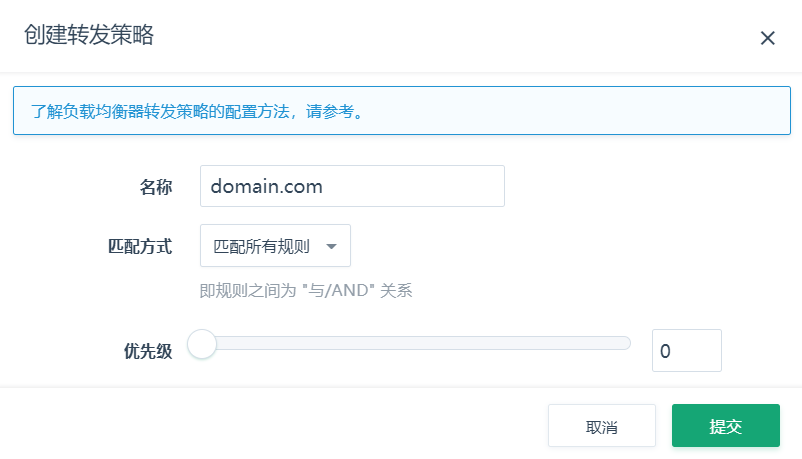 创建转发策略
了解负载均衡器转发策略的配置方法，请参考。
名称 domain.com
匹配方式 匹配所有规则
即规则之间为 "与/AND" 关系
优先级 0
取消 提交